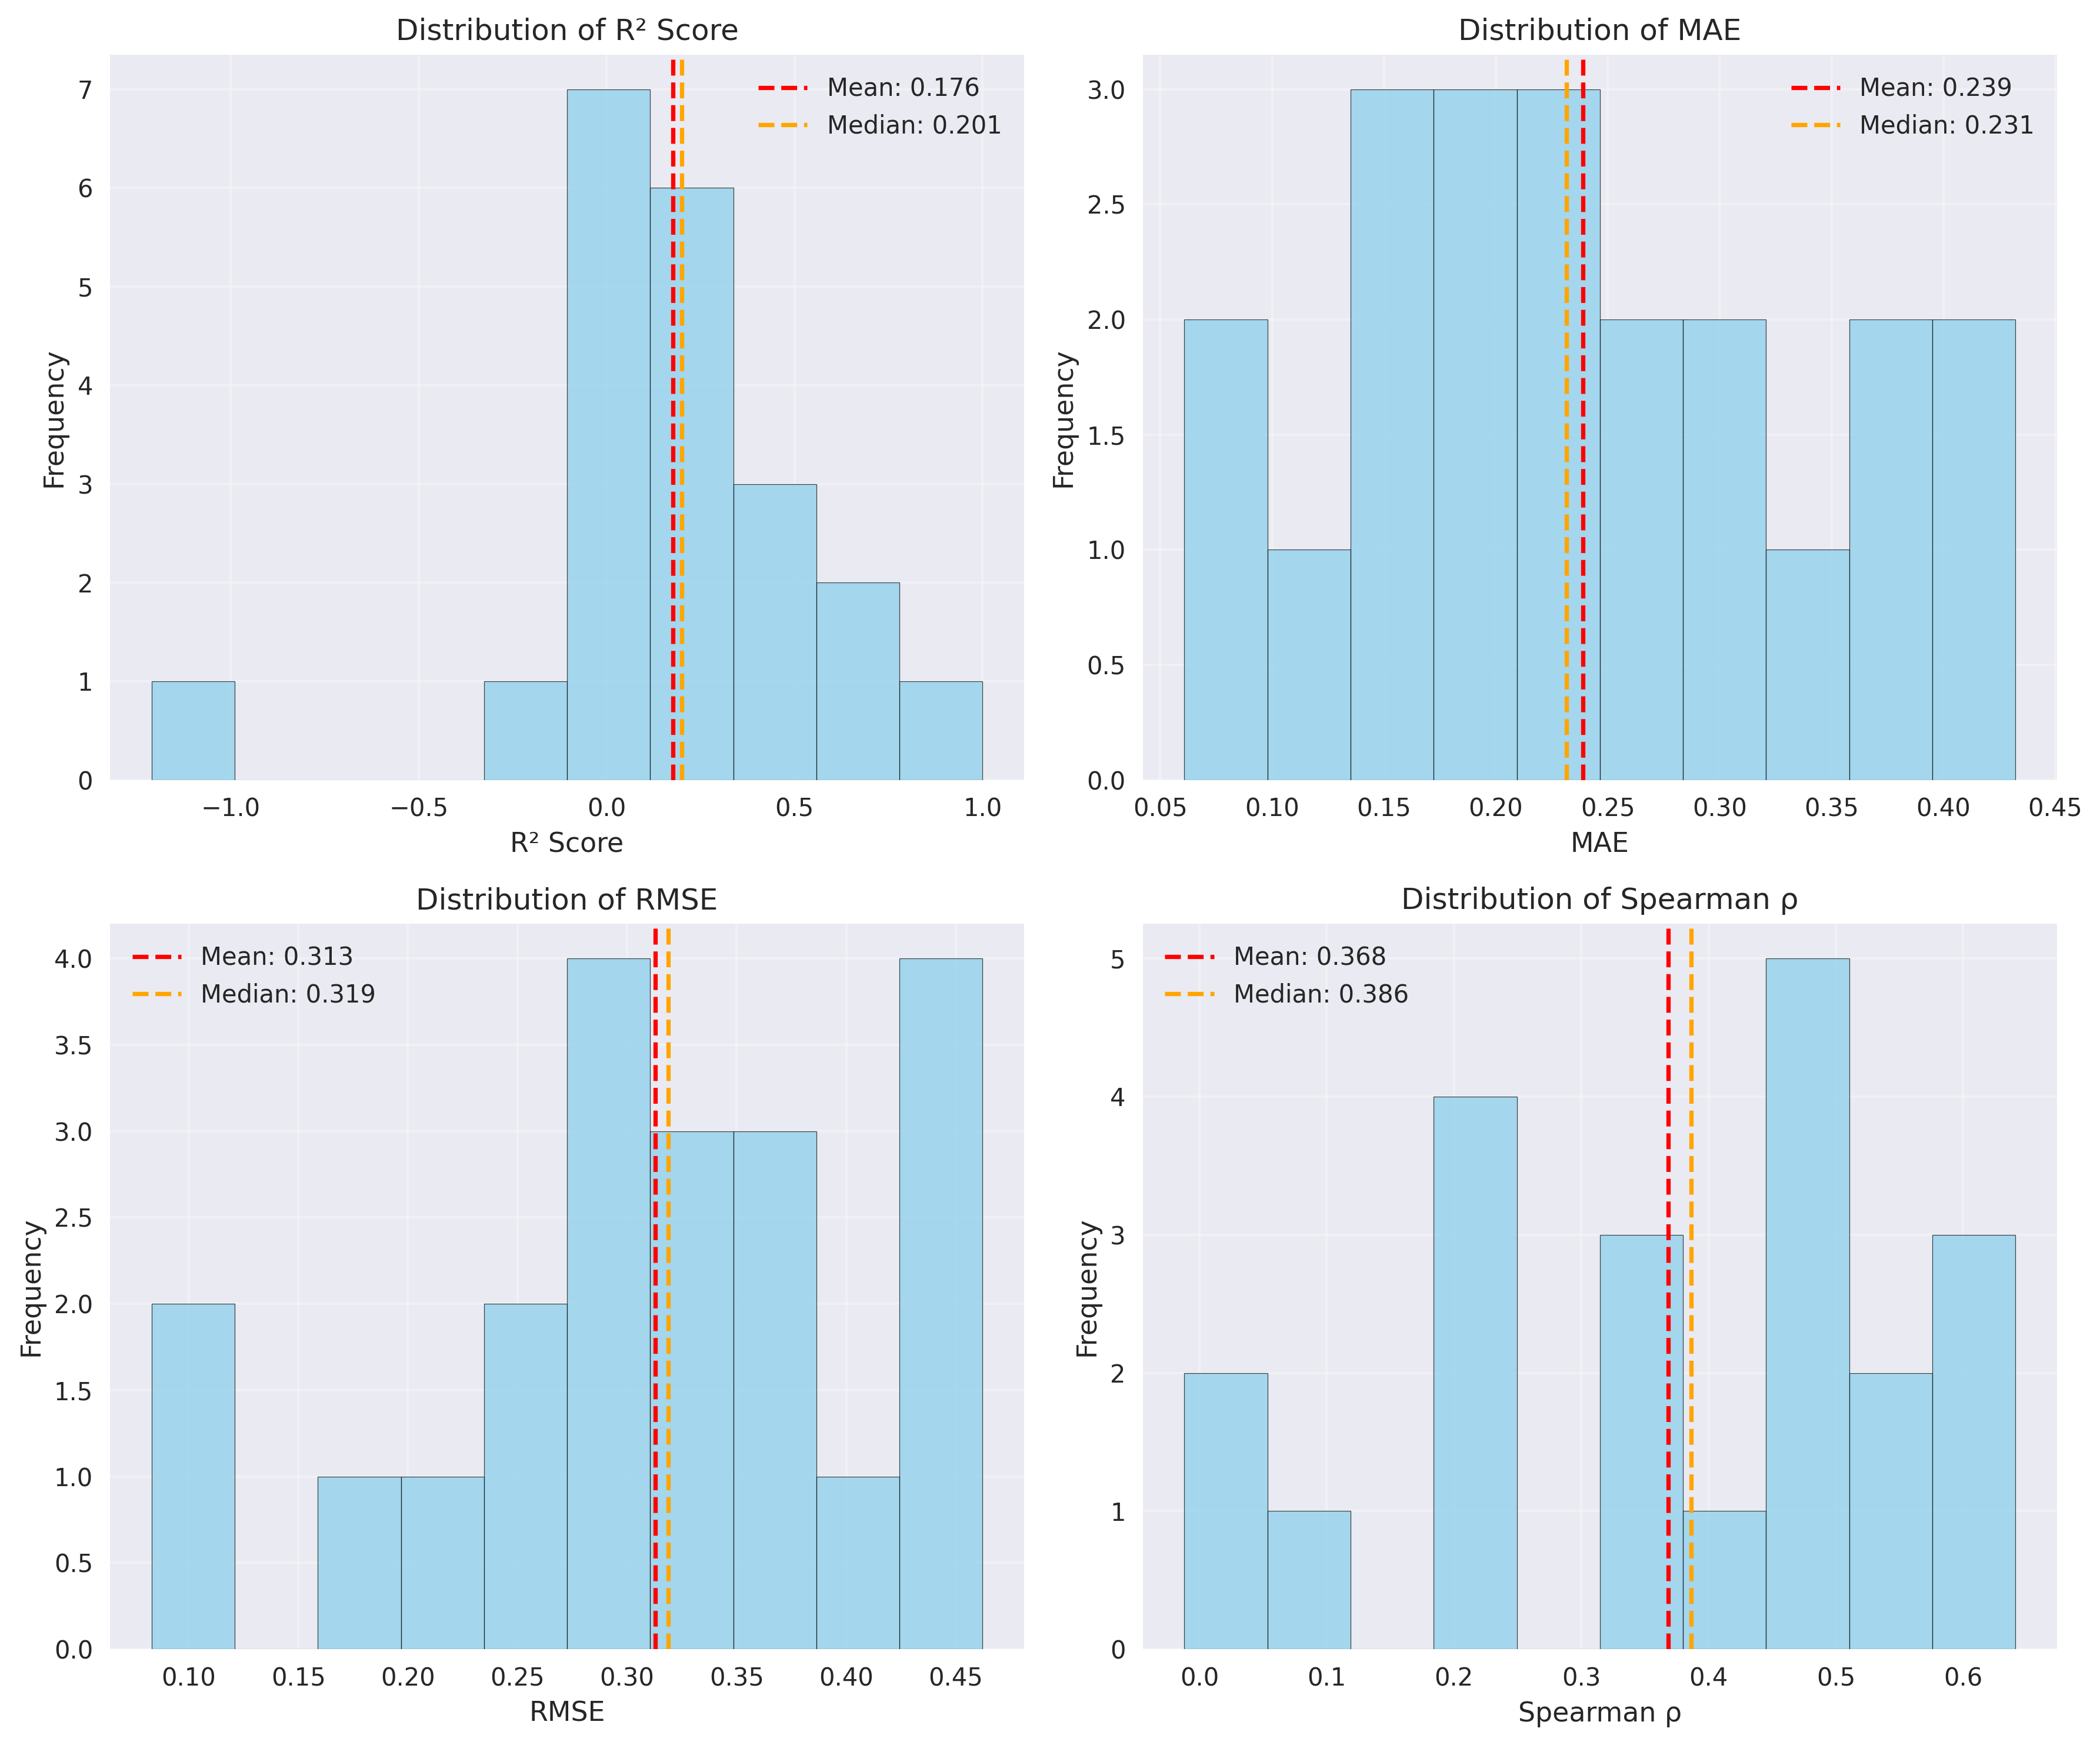 Distribution of R² Score
Mean: 0.176
Median: 0.201
Frequency
7
6
5
4
3
2
1
0
−1.0 −0.5 0.0 0.5 1.0
R² Score
Distribution of MAE
Mean: 0.239
Median: 0.231
Frequency
3.0
2.5
2.0
1.5
1.0
0.5
0.0
0.05 0.10 0.15 0.20 0.25 0.30 0.35 0.40 0.45
MAE
Distribution of RMSE
Mean: 0.313
Median: 0.319
Frequency
4.0
3.5
3.0
2.5
2.0
1.5
1.0
0.5
0.0
0.10 0.15 0.20 0.25 0.30 0.35 0.40 0.45
RMSE
Distribution of Spearman ρ
Mean: 0.368
Median: 0.386
Frequency
5
4
3
2
1
0
0.0 0.1 0.2 0.3 0.4 0.5 0.6
Spearman ρ